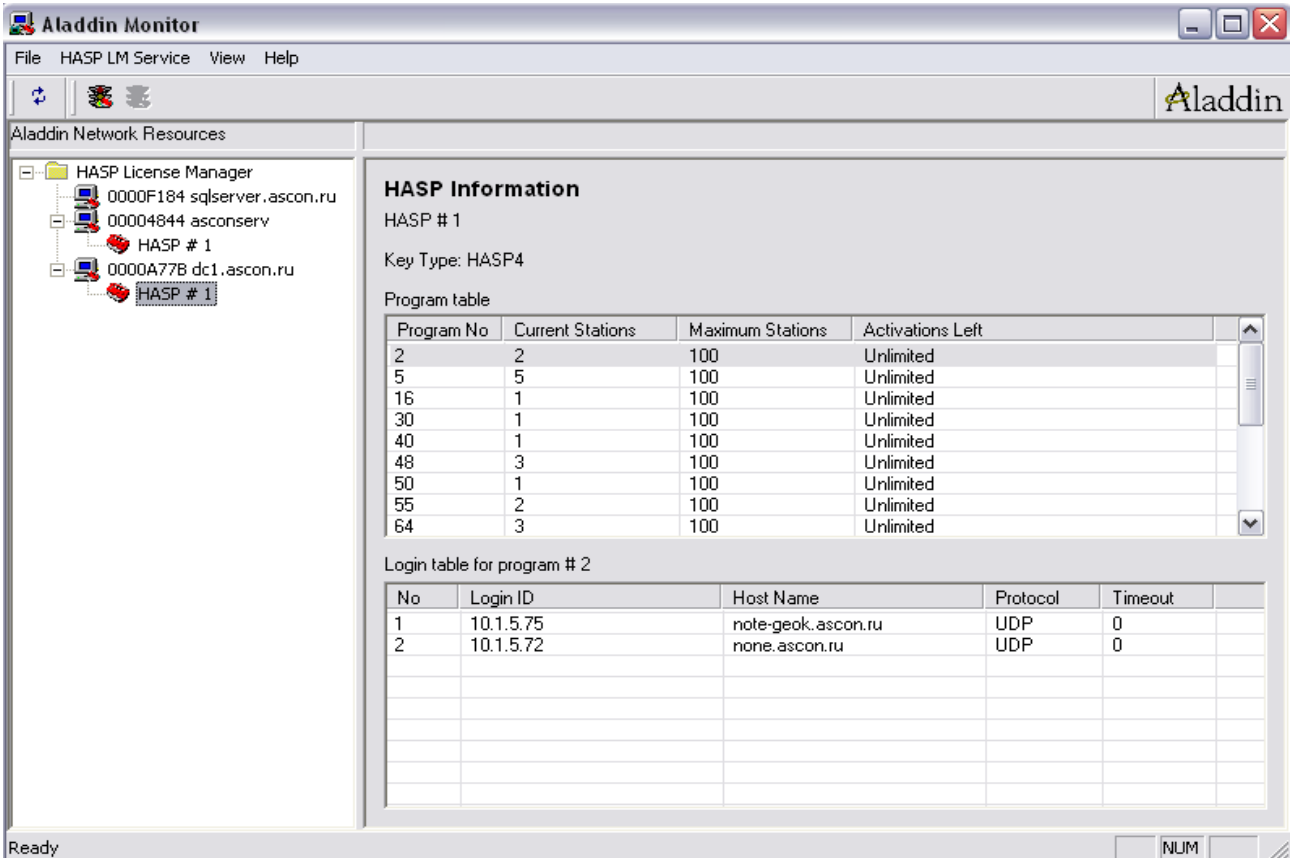 Aladdin Monitor
File HASP LM Service View Help
Aladdin
Aladdin Network Resources
HASP License Manager
0000F184 sqlserver.ascon.ru
00004844 asconserv
HASP # 1
0000A77B dc1.ascon.ru
HASP # 1
HASP Information
HASP # 1
Key Type: HASP4
Program table
Program No Current Stations Maximum Stations Activations Left
2 2 100 Unlimited
5 5 100 Unlimited
16 1 100 Unlimited
30 1 100 Unlimited
40 1 100 Unlimited
48 3 100 Unlimited
50 1 100 Unlimited
55 2 100 Unlimited
64 3 100 Unlimited
Login table for program # 2
No Login ID Host Name Protocol Timeout
1 10.1.5.75 note-geok.ascon.ru UDP 0
2 10.1.5.72 none.ascon.ru UDP 0
Ready NUM